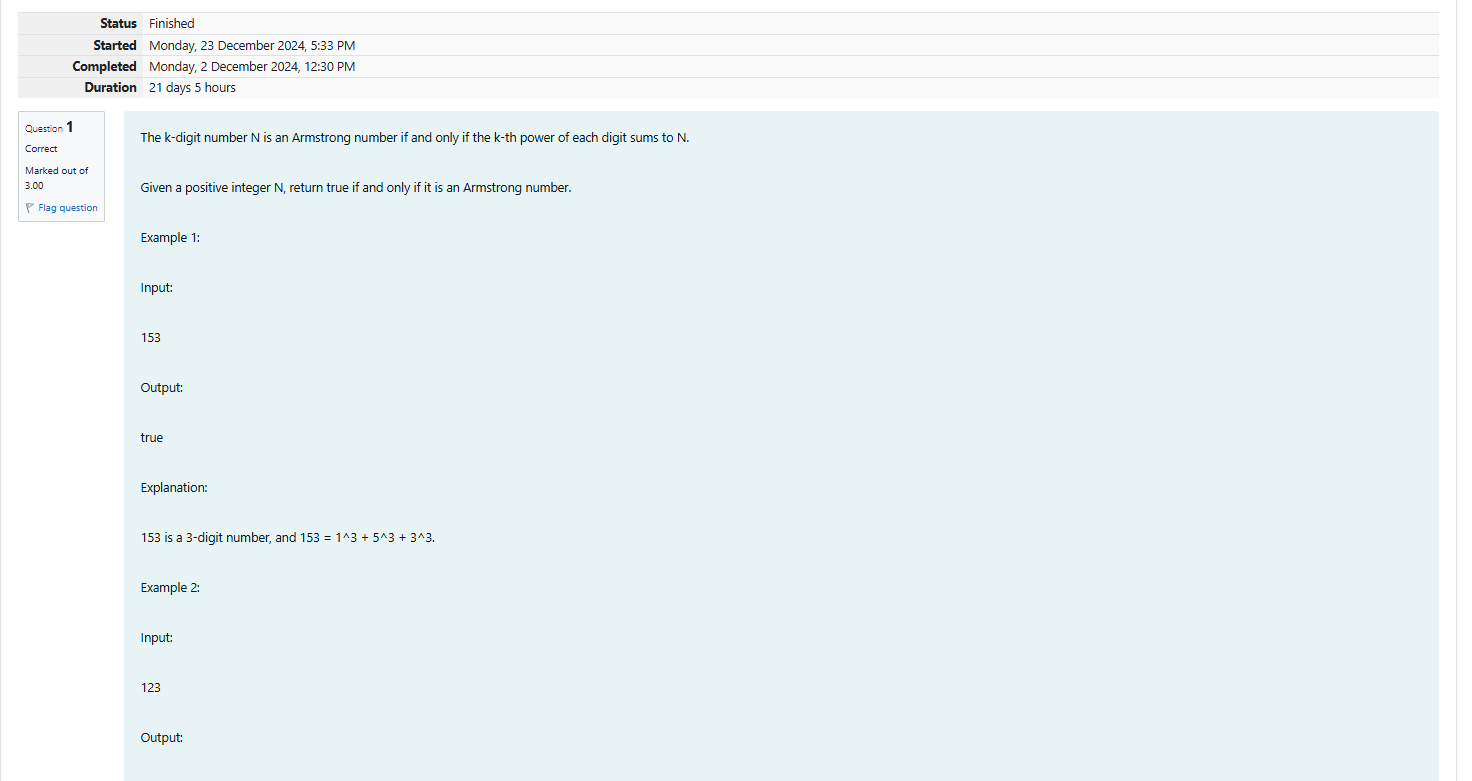 Status Finished
Started Monday, 23 December 2024, 5:33 PM
Completed Monday, 2 December 2024, 12:30 PM
Duration 21 days 5 hours
Question 1
Correct
Marked out of
3.00
Flag question
The k-digit number N is an Armstrong number if and only if the k-th power of each digit sums to N.
Given a positive integer N, return true if and only if it is an Armstrong number.
Example 1:
Input:
153
Output:
true
Explanation:
153 is a 3-digit number, and 153 = 1^3 + 5^3 + 3^3.
Example 2:
Input:
123
Output: